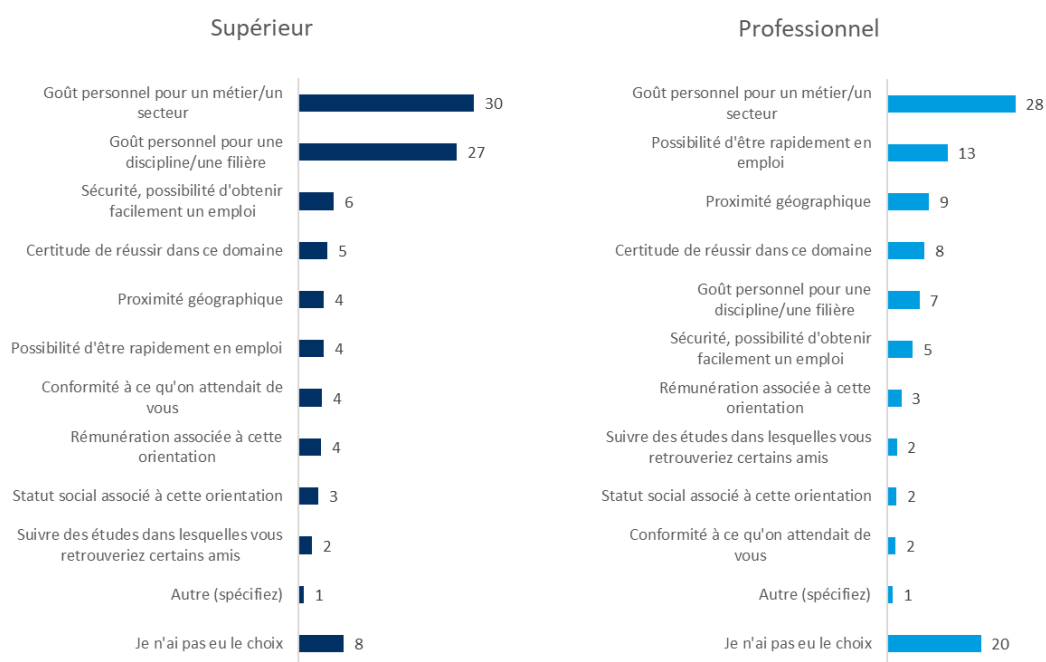 Supérieur
Goût personnel pour un métier/un
secteur
30
Goût personnel pour une
discipline/une filière
27
Sécurité, possibilité d'obtenir
facilement un emploi
6
Certitude de réussir dans ce domaine
5
Proximité géographique
4
Possibilité d'être rapidement en emploi
4
Conformité à ce qu'on attendait de
vous
4
Rémunération associée à cette
orientation
4
Statut social associé à cette orientation
3
Suivre des études dans lesquelles vous
retrouveriez certains amis
2
Autre (spécifiez)
1
Je n'ai pas eu le choix
8
Professionnel
Goût personnel pour un métier/un
secteur
28
Possibilité d'être rapidement en
emploi
13
Proximité géographique
9
Certitude de réussir dans ce domaine
8
Goût personnel pour une
discipline/une filière
7
Sécurité, possibilité d'obtenir
facilement un emploi
5
Rémunération associée à cette
orientation
3
Suivre des études dans lesquelles vous
retrouveriez certains amis
2
Statut social associé à cette orientation
2
Conformité à ce qu'on attendait de
vous
2
Autre (spécifiez)
1
Je n'ai pas eu le choix
20